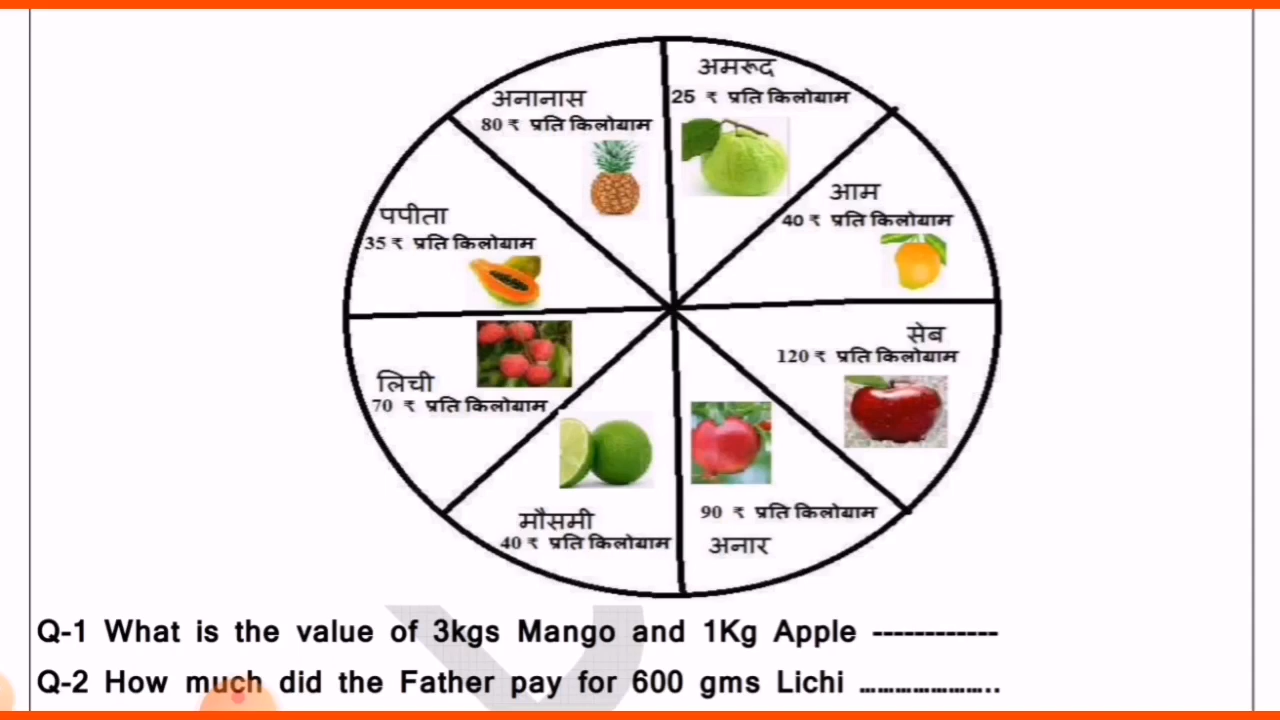 अमरूद
25 ₹ प्रति किलोग्राम
आम
40 ₹ प्रति किलोग्राम
सेब
120 ₹ प्रति किलोग्राम
90 ₹ प्रति किलोग्राम
अनार
मौसमी
40 ₹ प्रति किलोग्राम
लिची
70 ₹ प्रति किलोग्राम
पपीता
35 ₹ प्रति किलोग्राम
अनानास
80 ₹ प्रति किलोग्राम
Q-1 What is the value of 3kgs Mango and 1Kg Apple ------------
Q-2 How much did the Father pay for 600 gms Lichi .....................